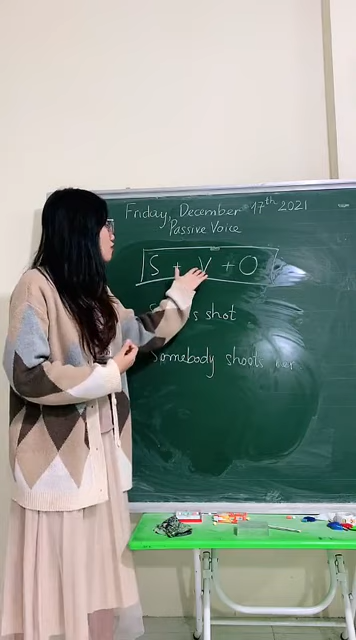 Friday, December 17th 2021
Passive Voice
S + V + O
shot
Somebody shoots